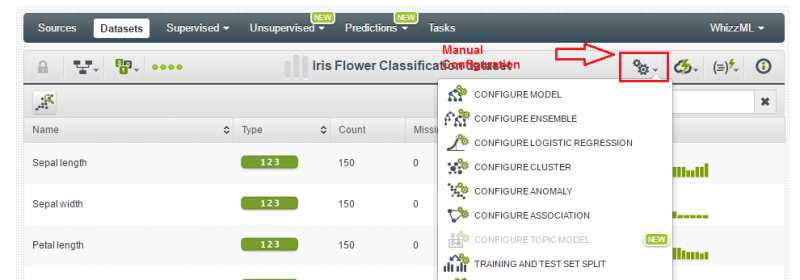 Sources Datasets Supervised Unsupervised NEW Predictions NEW Tasks WhizzML
Manual
Iris Flower Classification dataset
Configuration
(=)
CONFIGURE MODEL
CONFIGURE ENSEMBLE
Name Type Count Missi
CONFIGURE LOGISTIC REGRESSION
Sepal length 123 150 0
CONFIGURE CLUSTER
CONFIGURE ANOMALY
Sepal width 123 150 0
CONFIGURE ASSOCIATION
CONFIGURE TOPIC MODEL NEW
Petal length 123 150 0
TRAINING AND TEST SET SPLIT